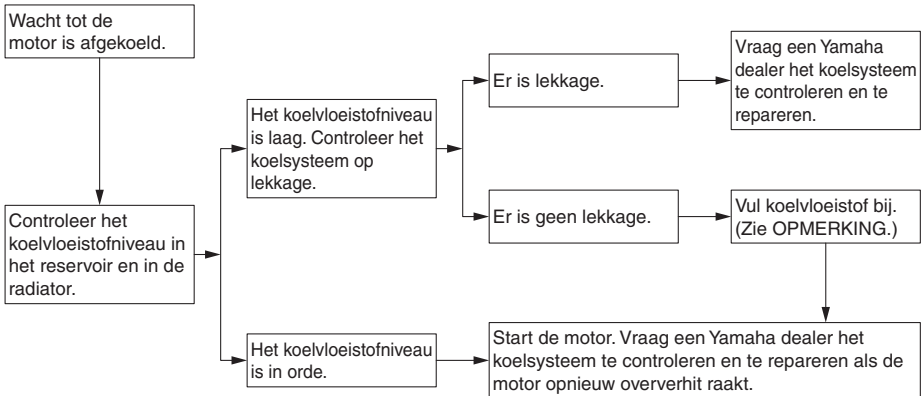 Wacht tot de
motor is afgekoeld.
Controleer het
koelvloeistofniveau in
het reservoir en in de
radiator.
Het koelvloeistofniveau
is laag. Controleer het
koelsysteem op
lekkage.
Er is lekkage.
Vraag een Yamaha
dealer het koelsysteem
te controleren en te
repareren.
Er is geen lekkage.
Vul koelvloeistof bij.
(Zie OPMERKING.)
Het koelvloeistofniveau
is in orde.
Start de motor. Vraag een Yamaha dealer het
koelsysteem te controleren en te repareren als de
motor opnieuw oververhit raakt.